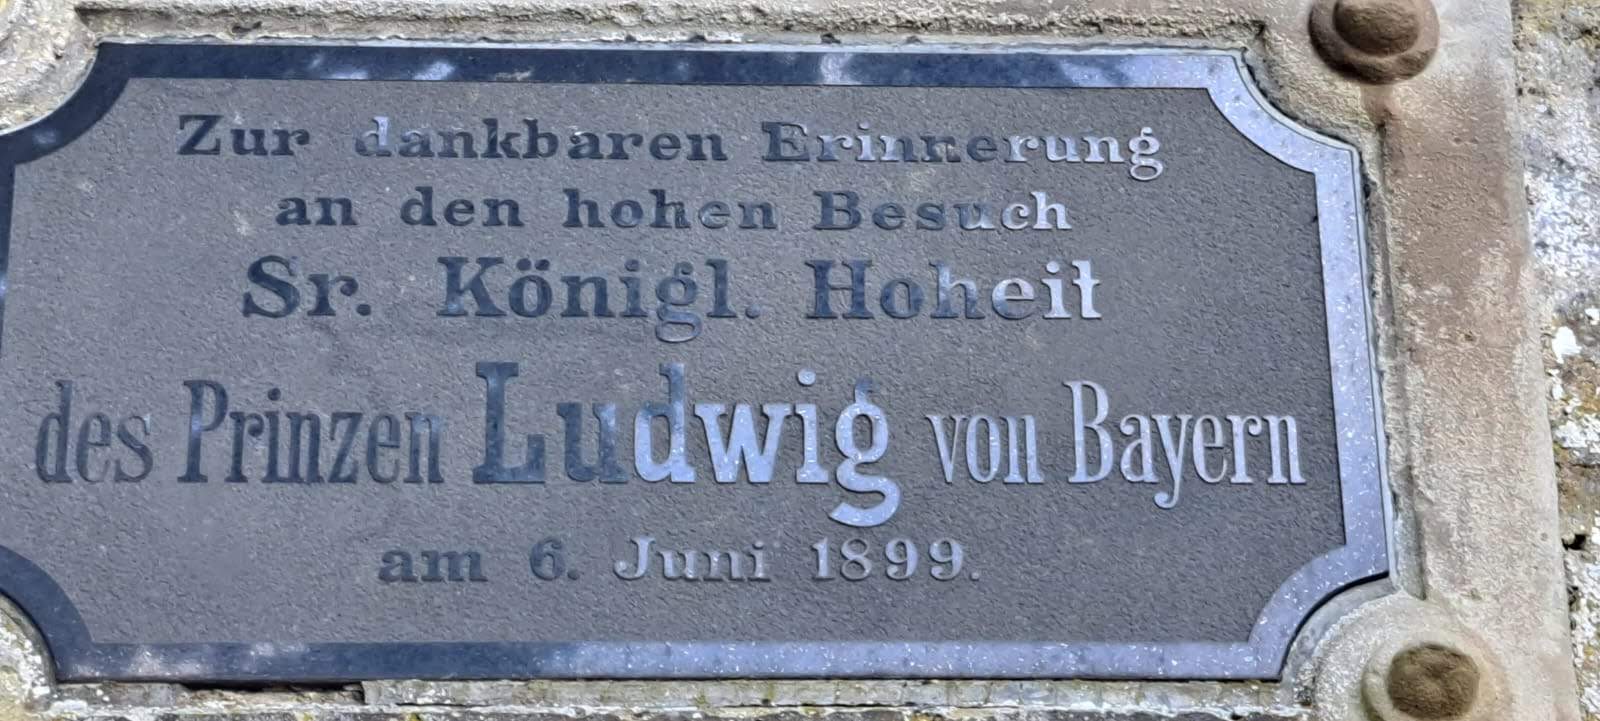 Zur dankbaren Erinnerung
an den hohen Besuch
Sr. Königl. Hoheit
des Prinzen Ludwig von Bayern
am 6. Juni 1899.